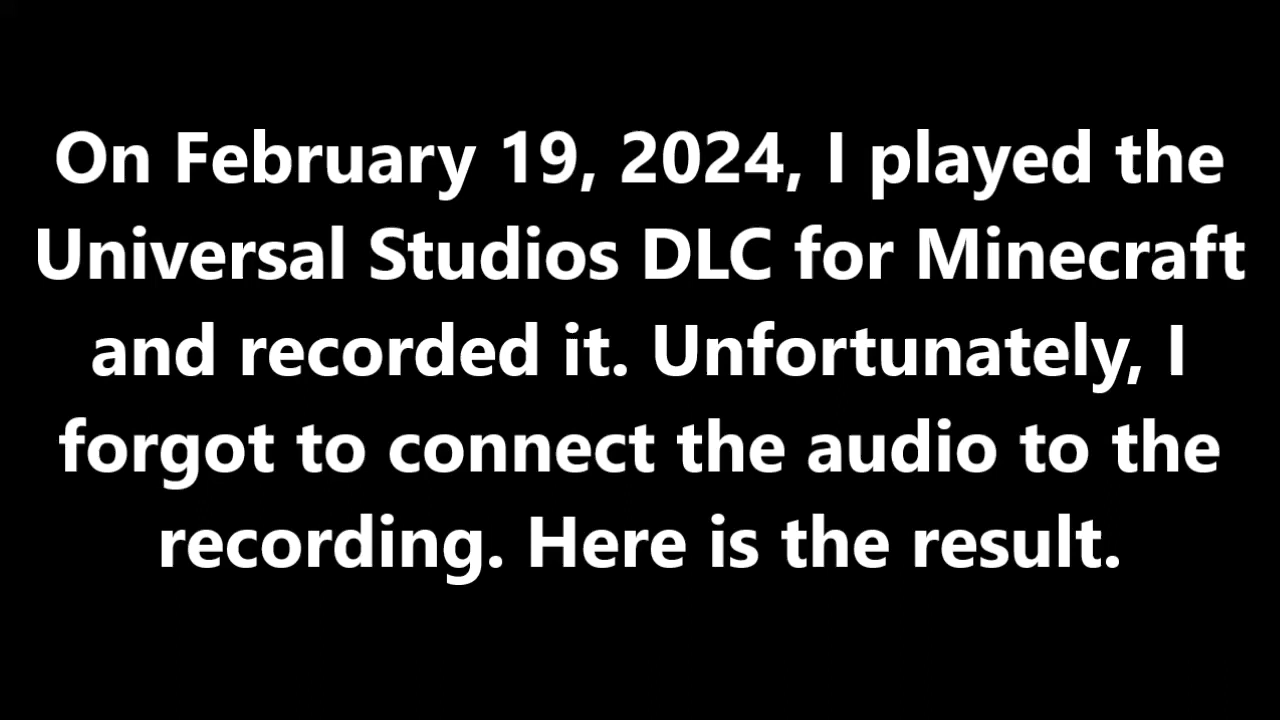 On February 19, 2024, I played the
Universal Studios DLC for Minecraft
and recorded it. Unfortunately, I
forgot to connect the audio to the
recording. Here is the result.